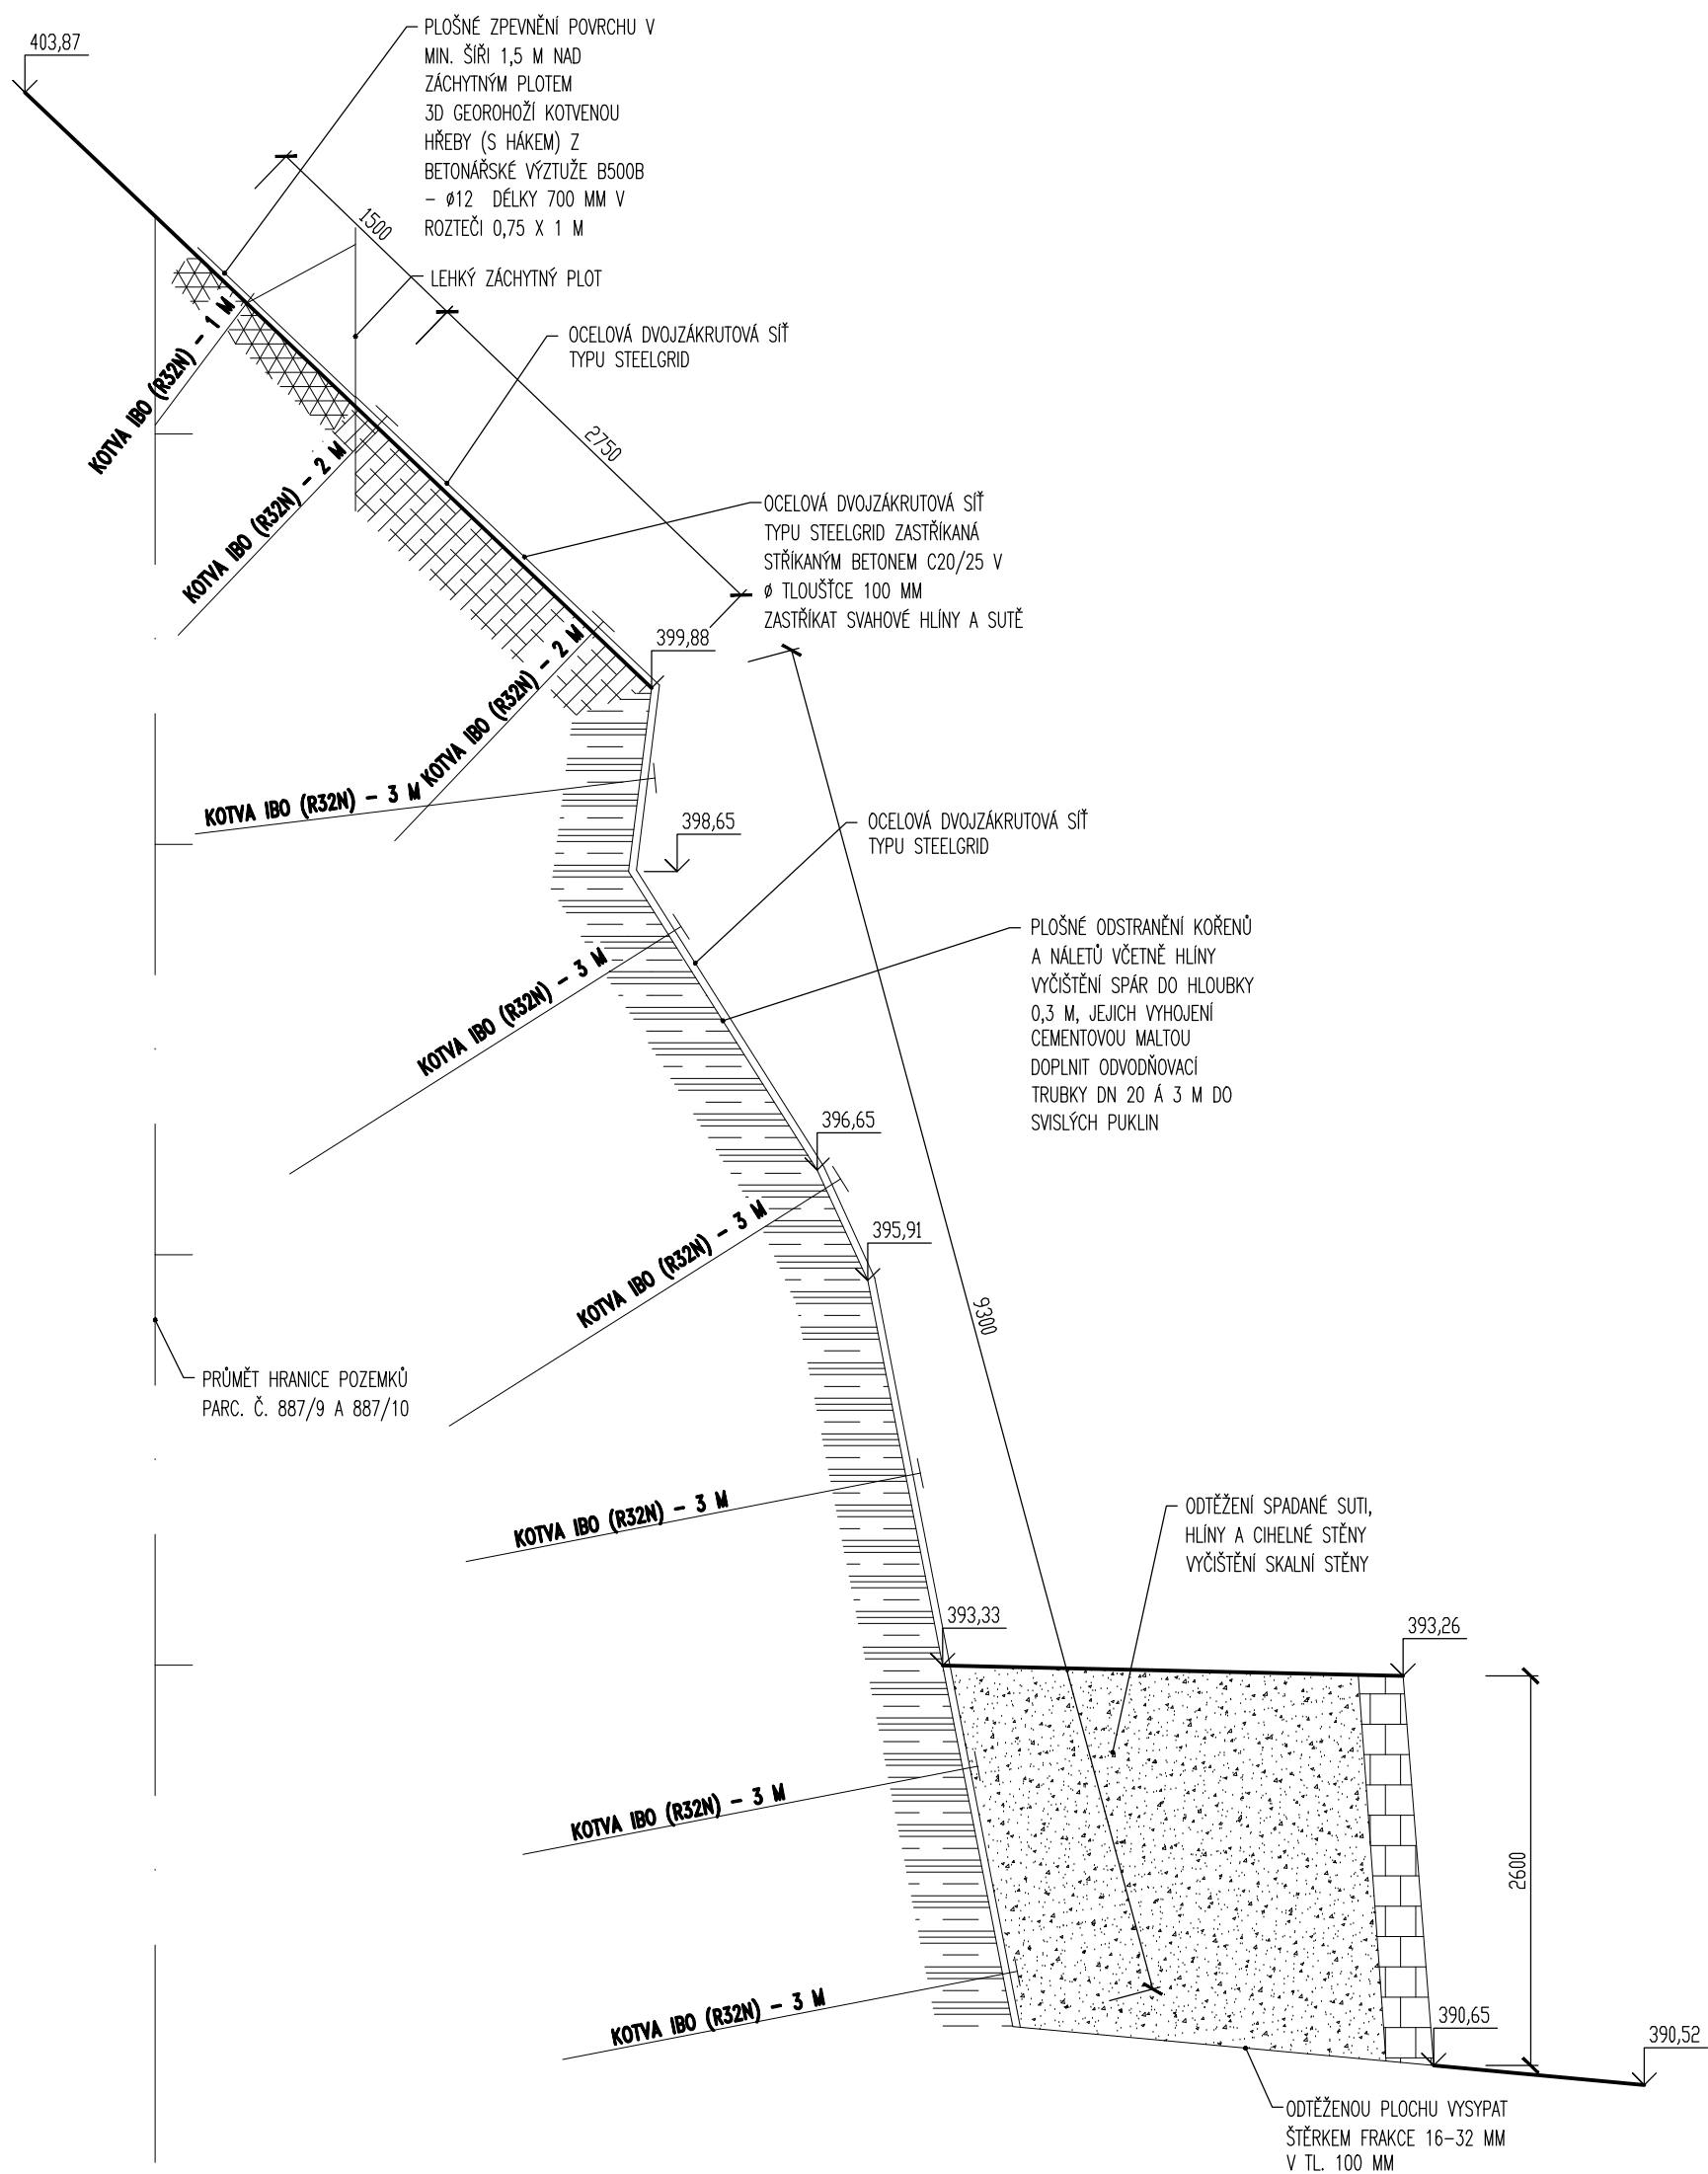 403,87
PLOŠNÉ ZPEVNĚNÍ POVRCHU V
MIN. ŠÍŘI 1,5 M NAD
ZÁCHYTNÝM PLOTEM
3D GEOROHOŽÍ KOTVENOU
HŘEBY (S HÁKEM) Z
BETONÁŘSKÉ VÝZTUŽE B500B
- ø12 DÉLKY 700 MM V
ROZTEČI 0,75 X 1 M
1500
LEHKÝ ZÁCHYTNÝ PLOT
OCELOVÁ DVOJZÁKRUTOVÁ SÍŤ
TYPU STEELGRID
KOTVA IBO (R32N) - 1 M
2750
KOTVA IBO (R32N) - 2 M
OCELOVÁ DVOJZÁKRUTOVÁ SÍŤ
TYPU STEELGRID ZASTŘÍKANÁ
STŘÍKANÝM BETONEM C20/25 V
ø TLOUŠŤCE 100 MM
ZASTŘÍKAT SVAHOVÉ HLÍNY A SUTĚ
399,88
KOTVA IBO (R32N) - 2 M
KOTVA IBO (R32N) - 3 M
398,65
OCELOVÁ DVOJZÁKRUTOVÁ SÍŤ
TYPU STEELGRID
PLOŠNÉ ODSTRANĚNÍ KOŘENŮ
A NÁLETŮ VČETNĚ HLÍNY
VYČIŠTĚNÍ SPÁR DO HLOUBKY
0,3 M, JEJICH VYHOJENÍ
CEMENTOVOU MALTOU
DOPLNIT ODVODŇOVACÍ
TRUBKY DN 20 Á 3 M DO
SVISLÝCH PUKLIN
KOTVA IBO (R32N) - 3 M
396,65
395,91
KOTVA IBO (R32N) - 3 M
9300
PRŮMĚT HRANICE POZEMKŮ
PARC. Č. 887/9 A 887/10
KOTVA IBO (R32N) - 3 M
ODTĚŽENÍ SPADANÉ SUTI,
HLÍNY A CIHELNÉ STĚNY
VYČIŠTĚNÍ SKALNÍ STĚNY
393,33
393,26
KOTVA IBO (R32N) - 3 M
2600
KOTVA IBO (R32N) - 3 M
390,65
390,52
ODTĚŽENOU PLOCHU VYSYPAT
ŠTĚRKEM FRAKCE 16-32 MM
V TL. 100 MM